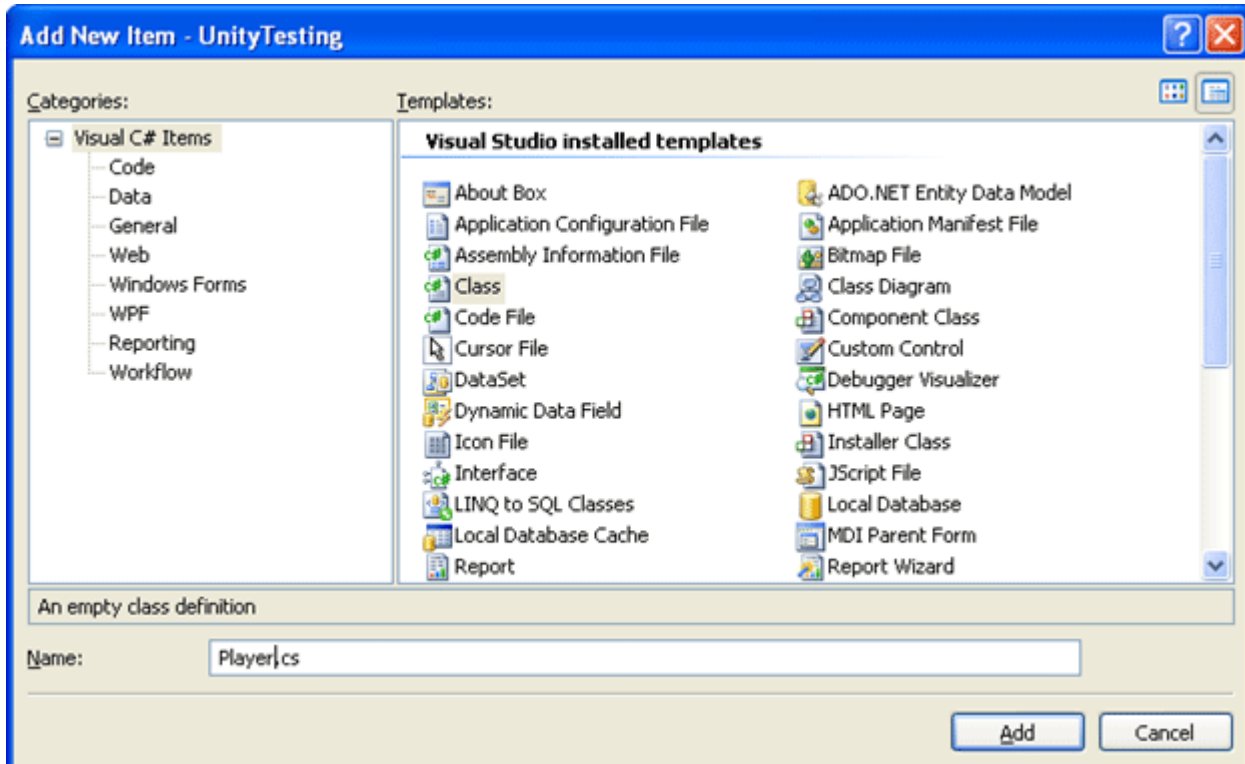 Add New Item - UnityTesting
Categories:
Templates:
Visual C# Items
Code
Data
General
Web
Windows Forms
WPF
Reporting
Workflow
Visual Studio installed templates
About Box
ADO.NET Entity Data Model
Application Configuration File
Application Manifest File
Assembly Information File
Bitmap File
Class
Class Diagram
Code File
Component Class
Cursor File
Custom Control
DataSet
Debugger Visualizer
Dynamic Data Field
HTML Page
Icon File
Installer Class
Interface
JScript File
LINQ to SQL Classes
Local Database
Local Database Cache
MDI Parent Form
Report
Report Wizard
An empty class definition
Name:
Player.cs
Add
Cancel